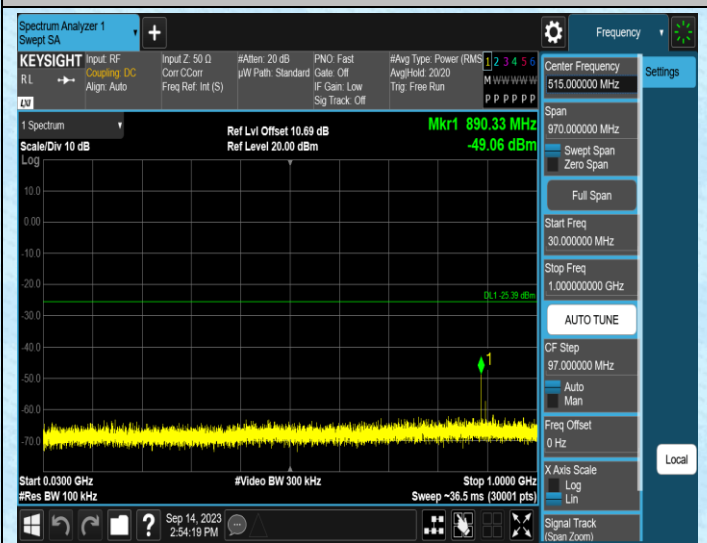 Spectrum Analyzer 1
Swept SA
Frequency
KEYSIGHT
RL
LXI
Input: RF
Coupling: DC
Align: Auto
Input Z: 50 Ω
Corr CCorr
Freq Ref: Int (S)
#Atten: 20 dB
µW Path: Standard
PNO: Fast
Gate: Off
IF Gain: Low
Sig Track: Off
#Avg Type: Power (RMS
Avg|Hold: 20/20
Trig: Free Run
1 2 3 4 5 6
M W W W W W
P P P P P P
Center Frequency
515.000000 MHz
Settings
Span
970.000000 MHz
Swept Span
Zero Span
Full Span
Start Freq
30.000000 MHz
Stop Freq
1.000000000 GHz
AUTO TUNE
CF Step
97.000000 MHz
Auto
Man
Freq Offset
0 Hz
X Axis Scale
Log
Lin
Signal Track
(Span Zoom)
Local
1 Spectrum
Scale/Div 10 dB
Log
Ref Lvl Offset 10.69 dB
Ref Level 20.00 dBm
Mkr1 890.33 MHz
-49.06 dBm
10.0
0.00
-10.0
-20.0
DL1 -25.39 dBm
-30.0
-40.0
1
-50.0
-60.0
-70.0
Start 0.0300 GHz
#Res BW 100 kHz
#Video BW 300 kHz
Stop 1.0000 GHz
Sweep ~36.5 ms (30001 pts)
?
Sep 14, 2023
2:54:19 PM